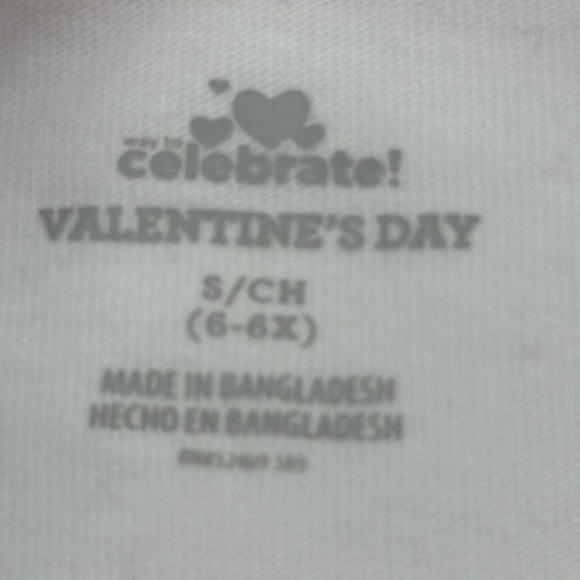 way to
celebrate!
VALENTINE'S DAY
S/CH
(6-6X)
MADE IN BANGLADESH
HECHO EN BANGLADESH